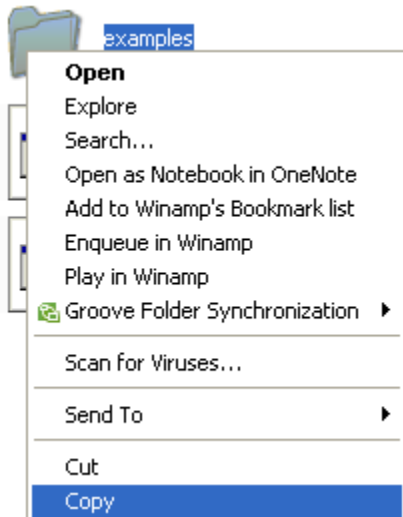 examples
Open
Explore
Search...
Open as Notebook in OneNote
Add to Winamp's Bookmark list
Enqueue in Winamp
Play in Winamp
Groove Folder Synchronization
Scan for Viruses...
Send To
Cut
Copy